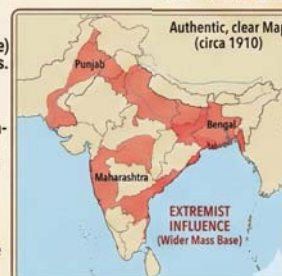 e)
s.
n-
e
Authentic, clear Map
(circa 1910)
Punjab
Bengal
Maharashtra
EXTREMIST
INFLUENCE
(Wider Mass Base)